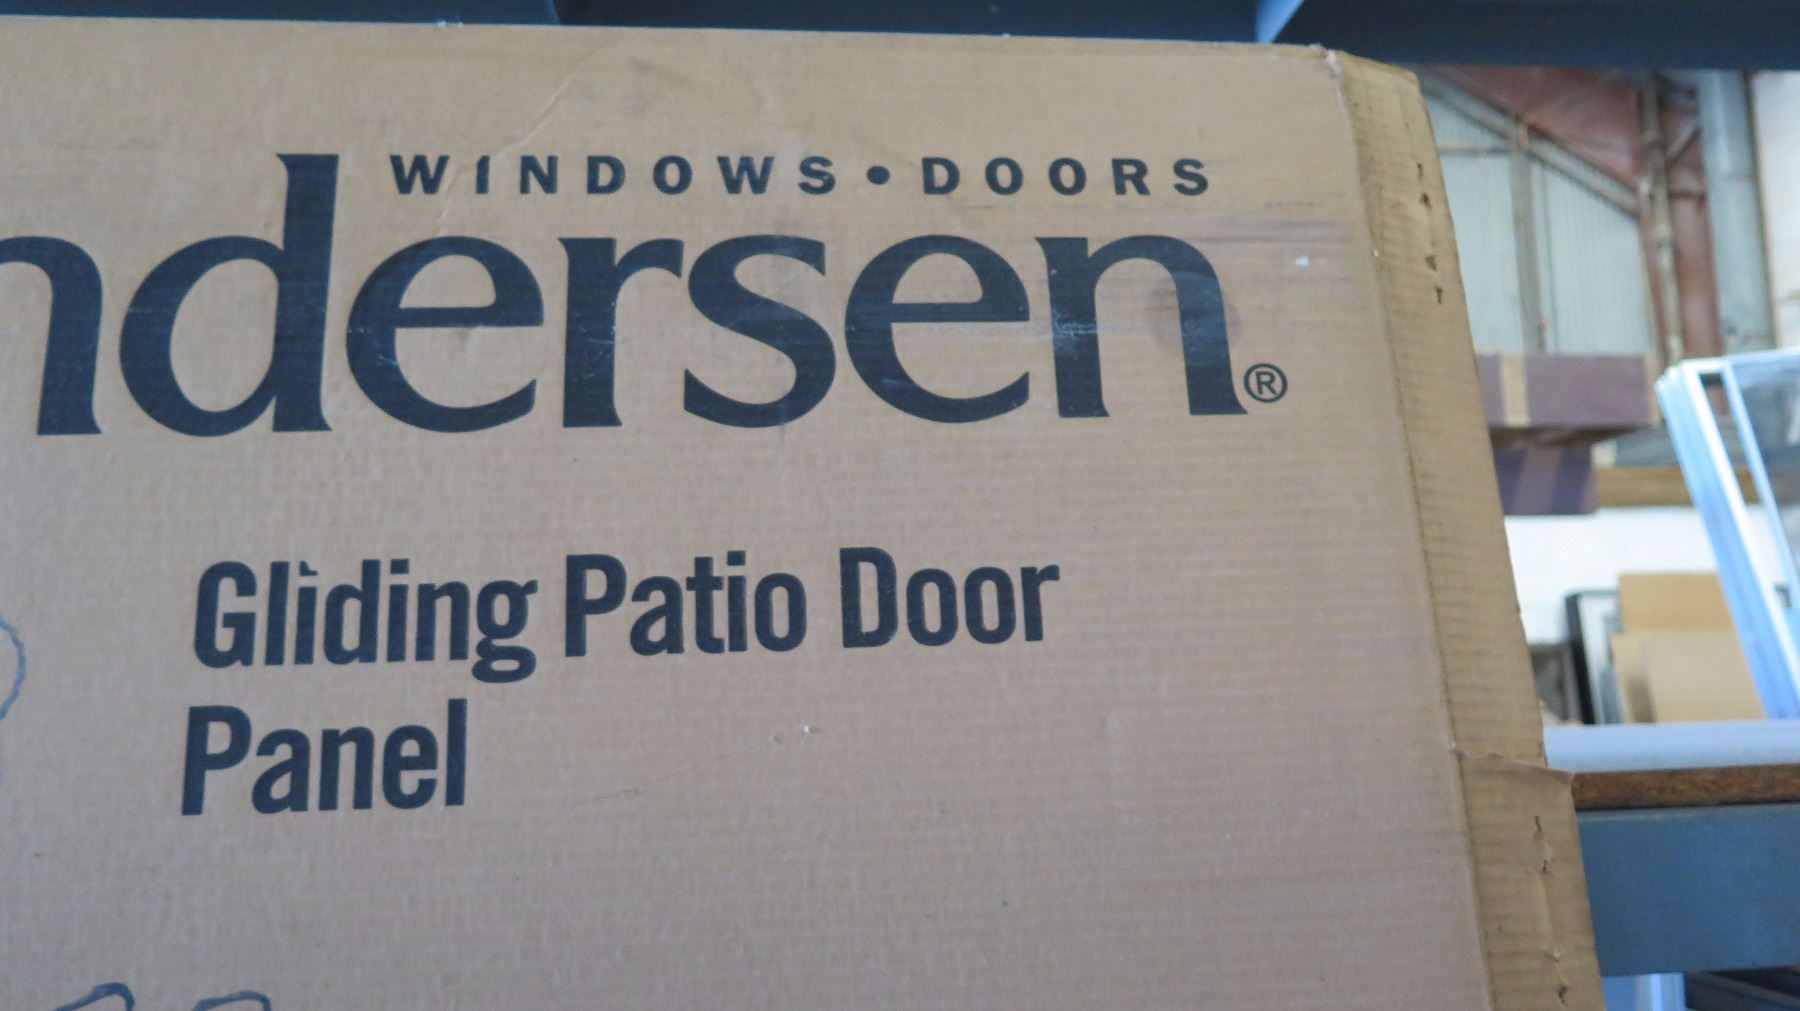 WINDOWS • DOORS
ndersen®
Gliding Patio Door
Panel